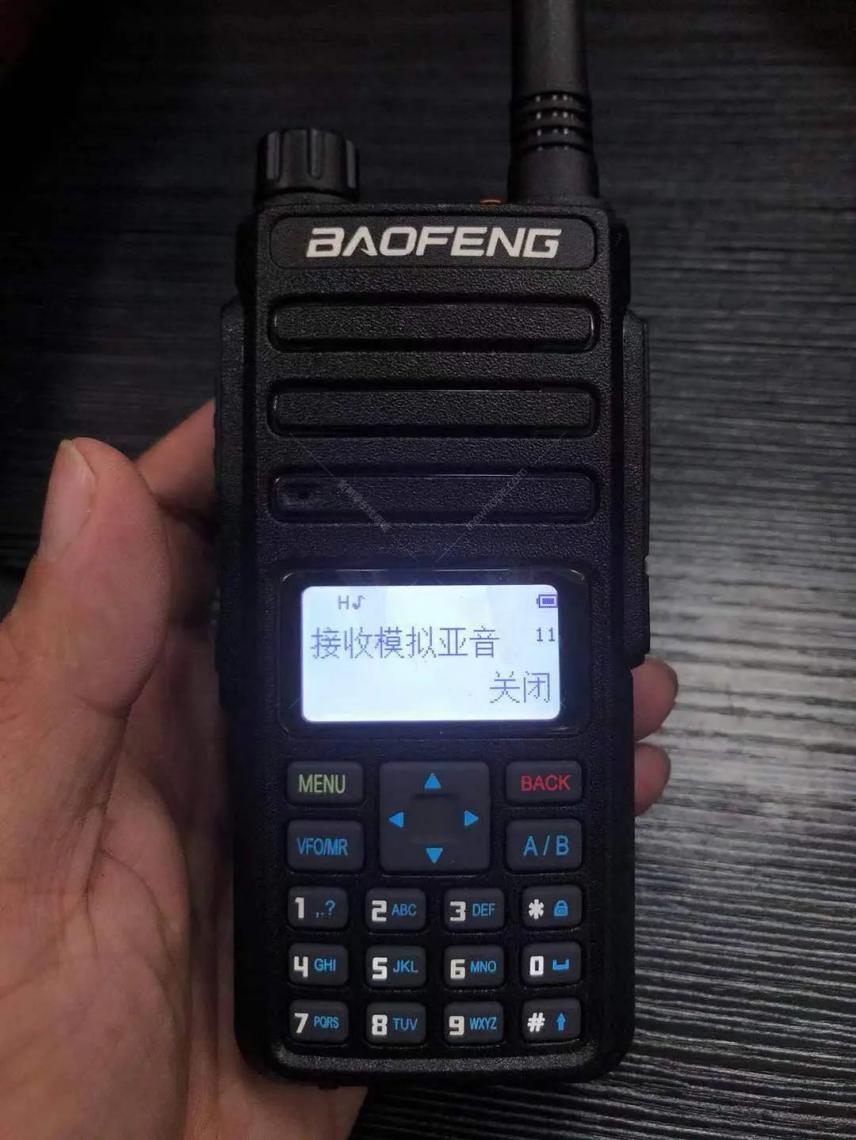 BAOFENG
H♪
接收模拟亚音 11
关闭
MENU BACK
VFO/MR A/B
1 ,.? 2 ABC 3 DEF *
4 GHI 5 JKL 6 MNO 0
7 PQRS 8 TUV 9 WXYZ #